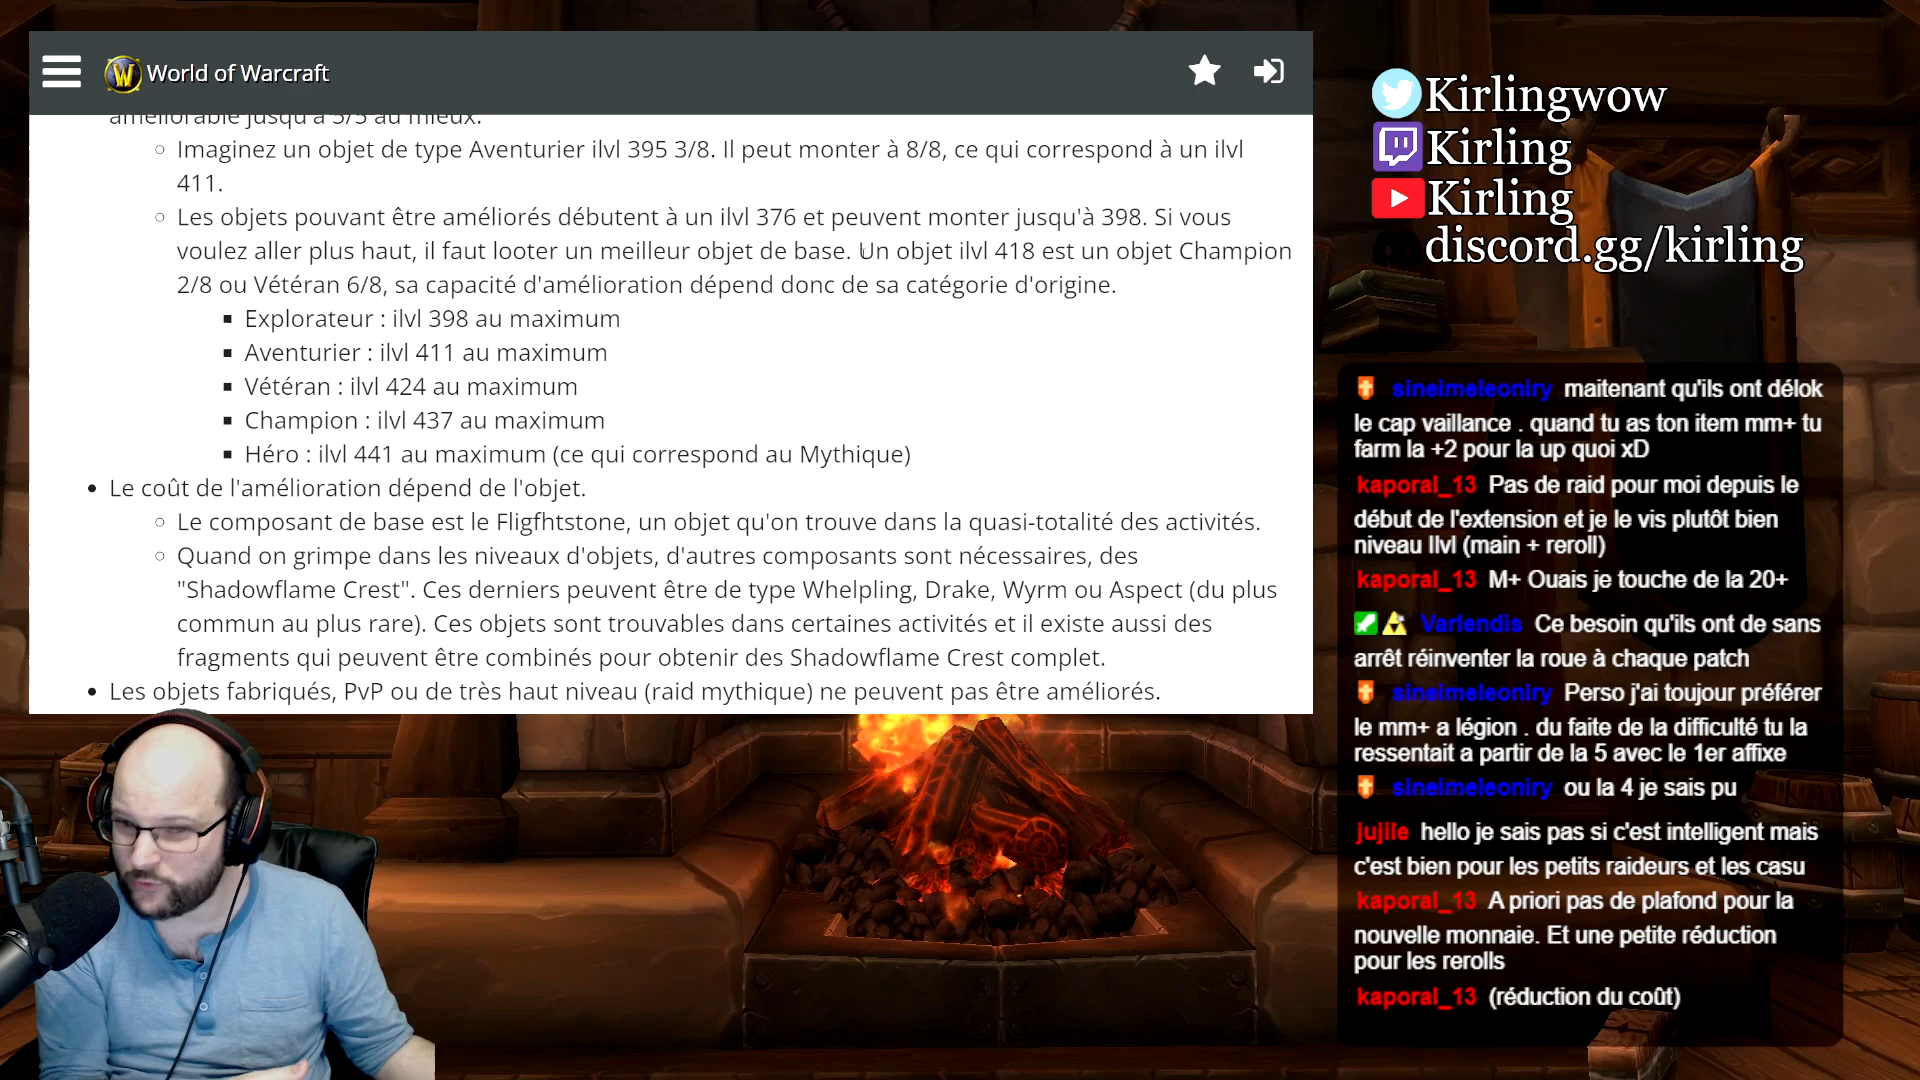 World of Warcraft
améliorable jusqu'à 5/5 au mieux.
Imaginez un objet de type Aventurier ilvl 395 3/8. Il peut monter à 8/8, ce qui correspond à un ilvl
411.
Les objets pouvant être améliorés débutent à un ilvl 376 et peuvent monter jusqu'à 398. Si vous
voulez aller plus haut, il faut looter un meilleur objet de base. Un objet ilvl 418 est un objet Champion
2/8 ou Vétéran 6/8, sa capacité d'amélioration dépend donc de sa catégorie d'origine.
Explorateur : ilvl 398 au maximum
Aventurier : ilvl 411 au maximum
Vétéran : ilvl 424 au maximum
Champion : ilvl 437 au maximum
Héro : ilvl 441 au maximum (ce qui correspond au Mythique)
Le coût de l'amélioration dépend de l'objet.
Le composant de base est le Fligfhtstone, un objet qu'on trouve dans la quasi-totalité des activités.
Quand on grimpe dans les niveaux d'objets, d'autres composants sont nécessaires, des
"Shadowflame Crest". Ces derniers peuvent être de type Whelpling, Drake, Wyrm ou Aspect (du plus
commun au plus rare). Ces objets sont trouvables dans certaines activités et il existe aussi des
fragments qui peuvent être combinés pour obtenir des Shadowflame Crest complet.
Les objets fabriqués, PvP ou de très haut niveau (raid mythique) ne peuvent pas être améliorés.
Kirlingwow
Kirling
Kirling
discord.gg/kirling
sineimeleoniry maitenant qu'ils ont délok
le cap vaillance . quand tu as ton item mm+ tu
farm la +2 pour la up quoi xD
kaporal_13 Pas de raid pour moi depuis le
début de l'extension et je le vis plutôt bien
niveau Ilvl (main + reroll)
kaporal_13 M+ Ouais je touche de la 20+
Varlendis Ce besoin qu'ils ont de sans
arrêt réinventer la roue à chaque patch
sineimeleoniry Perso j'ai toujour préférer
le mm+ a légion . du faite de la difficulté tu la
ressentait a partir de la 5 avec le 1er affixe
sineimeleoniry ou la 4 je sais pu
jujile hello je sais pas si c'est intelligent mais
c'est bien pour les petits raideurs et les casu
kaporal_13 A priori pas de plafond pour la
nouvelle monnaie. Et une petite réduction
pour les rerolls
kaporal_13 (réduction du coût)